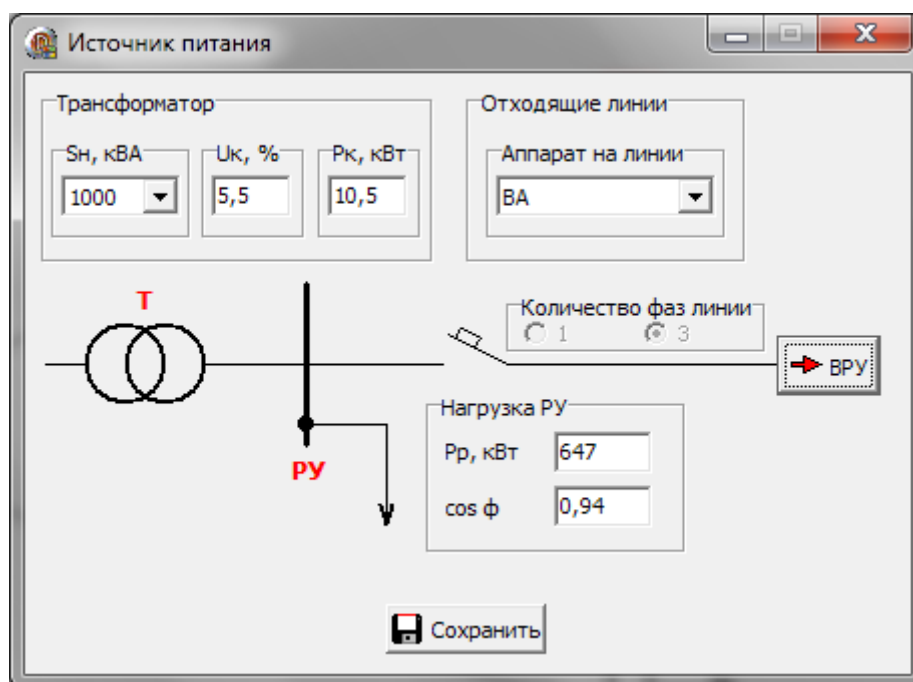 Источник питания
Трансформатор
Отходящие линии
Sн, кВА
Uк, %
Рк, кВт
Аппарат на линии
1000
5,5
10,5
ВА
Т
Количество фаз линии
1
3
ВРУ
РУ
Нагрузка РУ
Рр, кВт
647
cos ф
0,94
Сохранить